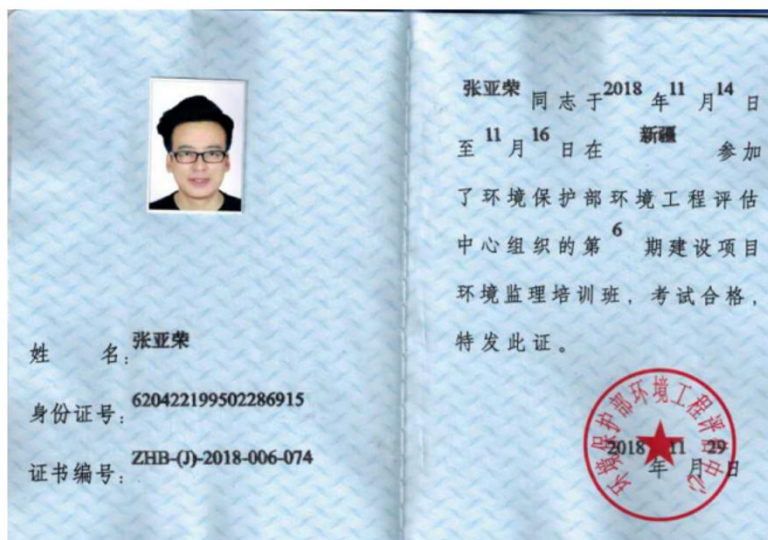 姓 名：张亚荣
身份证号：620422199502286915
证书编号：ZHB-(J)-2018-006-074
张亚荣 同志于 2018 年 11 月 14 日
至 11 月 16 日在 新疆 参加
了环境保护部环境工程评估
中心组织的第 6 期建设项目
环境监理培训班，考试合格，
特发此证。
环境保护部环境工程评估中心
2018 年 11 月 29 日